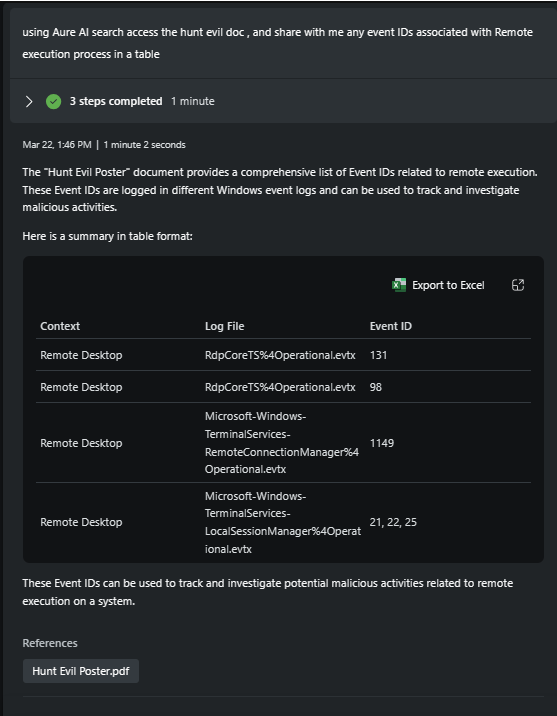 using Aure AI search access the hunt evil doc , and share with me any event IDs associated with Remote
execution process in a table
3 steps completed 1 minute
Mar 22, 1:46 PM | 1 minute 2 seconds
The "Hunt Evil Poster" document provides a comprehensive list of Event IDs related to remote execution.
These Event IDs are logged in different Windows event logs and can be used to track and investigate
malicious activities.
Here is a summary in table format:
Export to Excel
Context Log File Event ID
Remote Desktop RdpCoreTS%4Operational.evtx 131
Remote Desktop RdpCoreTS%4Operational.evtx 98
Microsoft-Windows-
TerminalServices-
Remote Desktop RemoteConnectionManager%4 1149
Operational.evtx
Microsoft-Windows-
TerminalServices-
Remote Desktop LocalSessionManager%4Operat 21, 22, 25
ional.evtx
These Event IDs can be used to track and investigate potential malicious activities related to remote
execution on a system.
References
Hunt Evil Poster.pdf